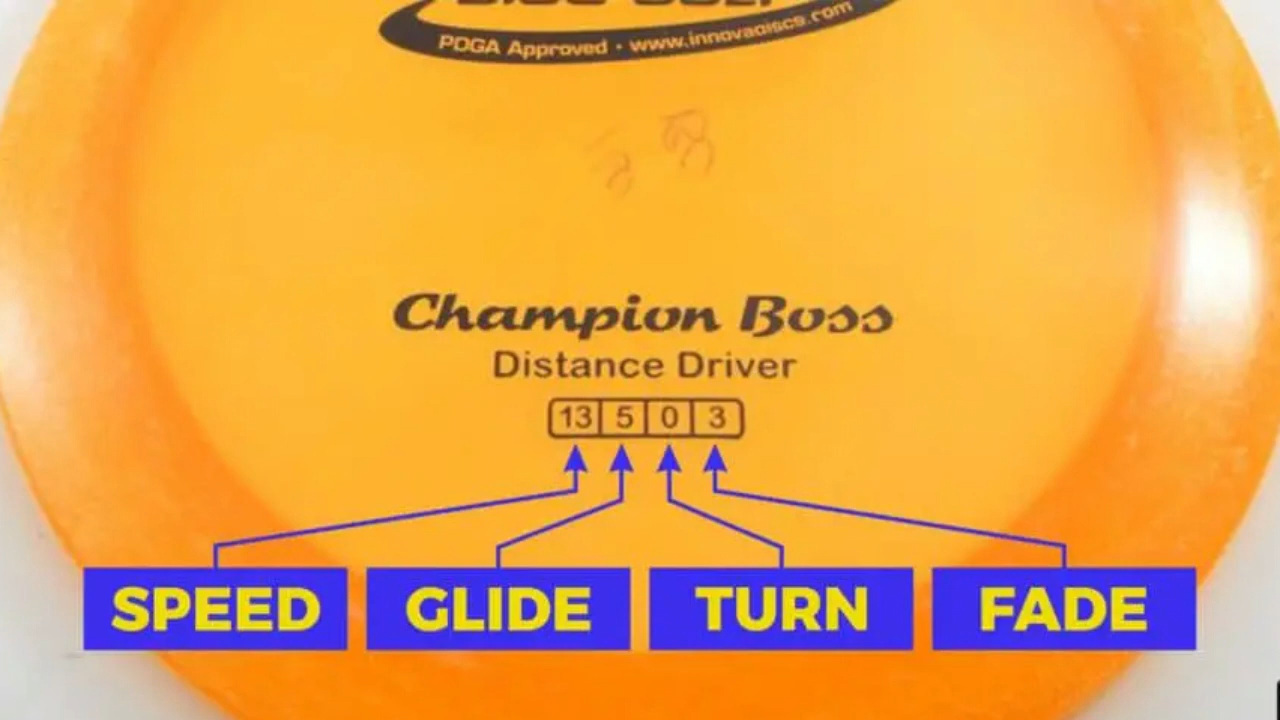 PDGA Approved • www.innovadiscs.com
Champion Boss
Distance Driver
13 5 0 3
SPEED GLIDE TURN FADE